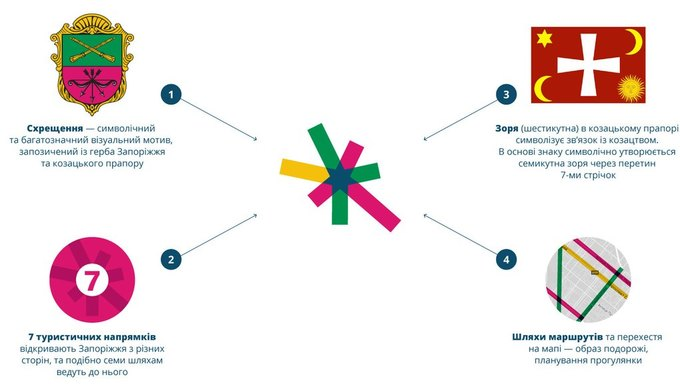 1
Схрещення — символічний
та багатозначний візуальний мотив,
запозичений із герба Запоріжжя
та козацького прапору
3
Зоря (шестикутна) в козацькому прапорі
символізує зв'язок із козацтвом.
В основі знаку символічно утворюється
семикутна зоря через перетин
7-ми стрічок
2
7
7 туристичних напрямків
відкривають Запоріжжя з різних
сторін, та подібно семи шляхам
ведуть до нього
4
Шляхи маршрутів та перехестя
на мапі — образ подорожі,
планування прогулянки